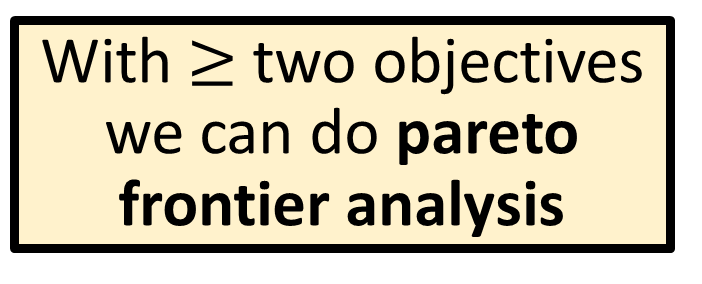 With ≥ two objectives
we can do pareto
frontier analysis